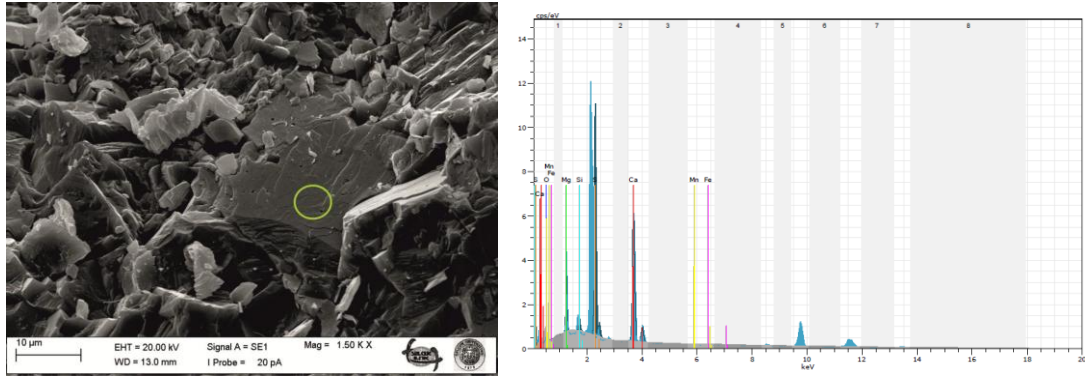 10 µm
EHT = 20.00 kV
Signal A = SE1
Mag = 1.50 K X
WD = 13.0 mm
I Probe = 20 pA
cps/eV
1 2 3 4 5 6 7 8
14
12
10
8
6
4
2
0
Mn
Fe
S O Mg Si S Ca Mn Fe
Ca
2 4 6 8 10 12 14 16 18 20
keV